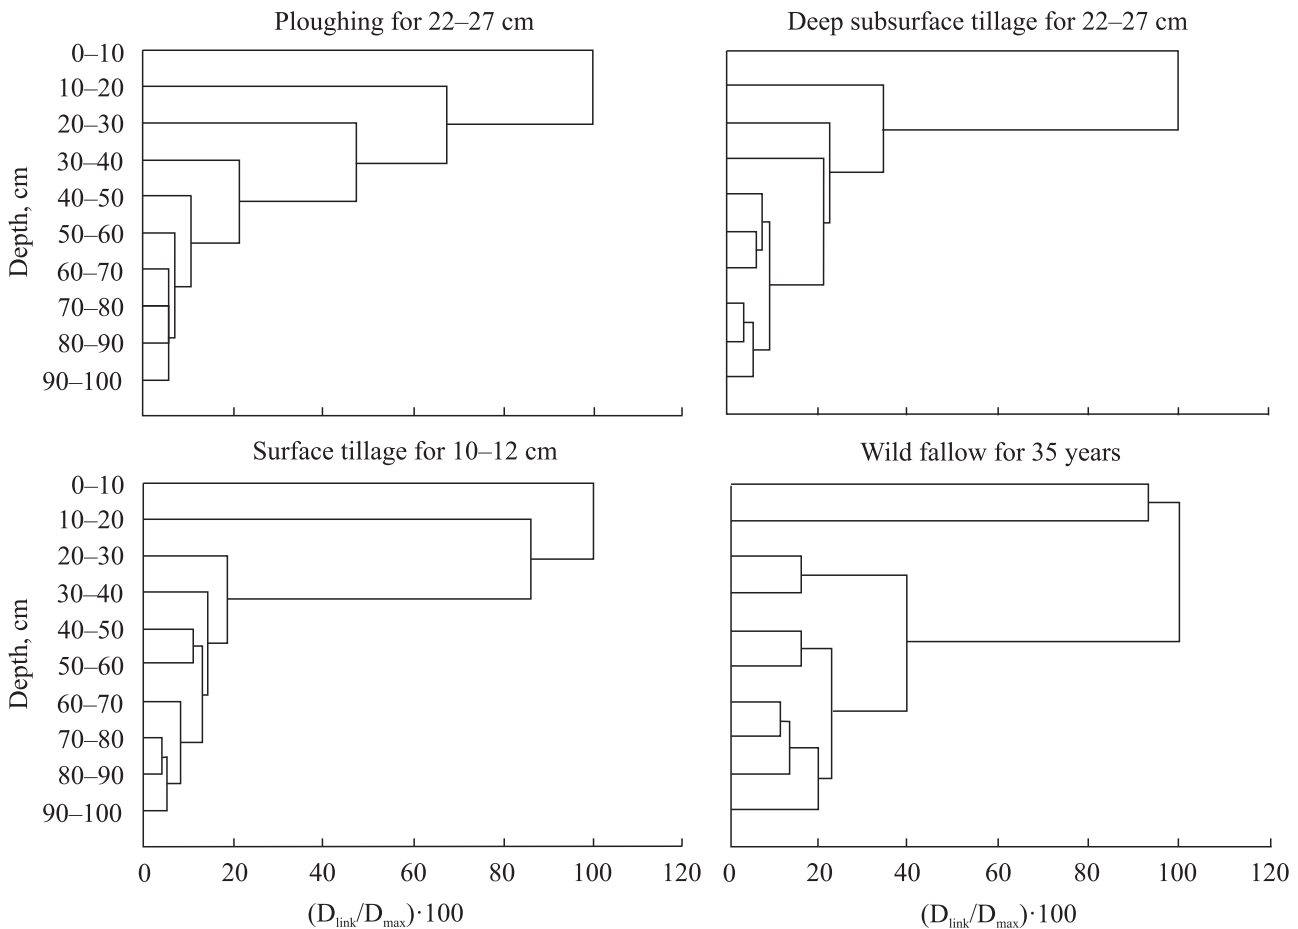 Ploughing for 22–27 cm
Deep subsurface tillage for 22–27 cm
Depth, cm
0–10
10–20
20–30
30–40
40–50
50–60
60–70
70–80
80–90
90–100
Surface tillage for 10–12 cm
Wild fallow for 35 years
Depth, cm
0–10
10–20
20–30
30–40
40–50
50–60
60–70
70–80
80–90
90–100
0 20 40 60 80 100 120
0 20 40 60 80 100 120
(Dlink/Dmax)·100
(Dlink/Dmax)·100